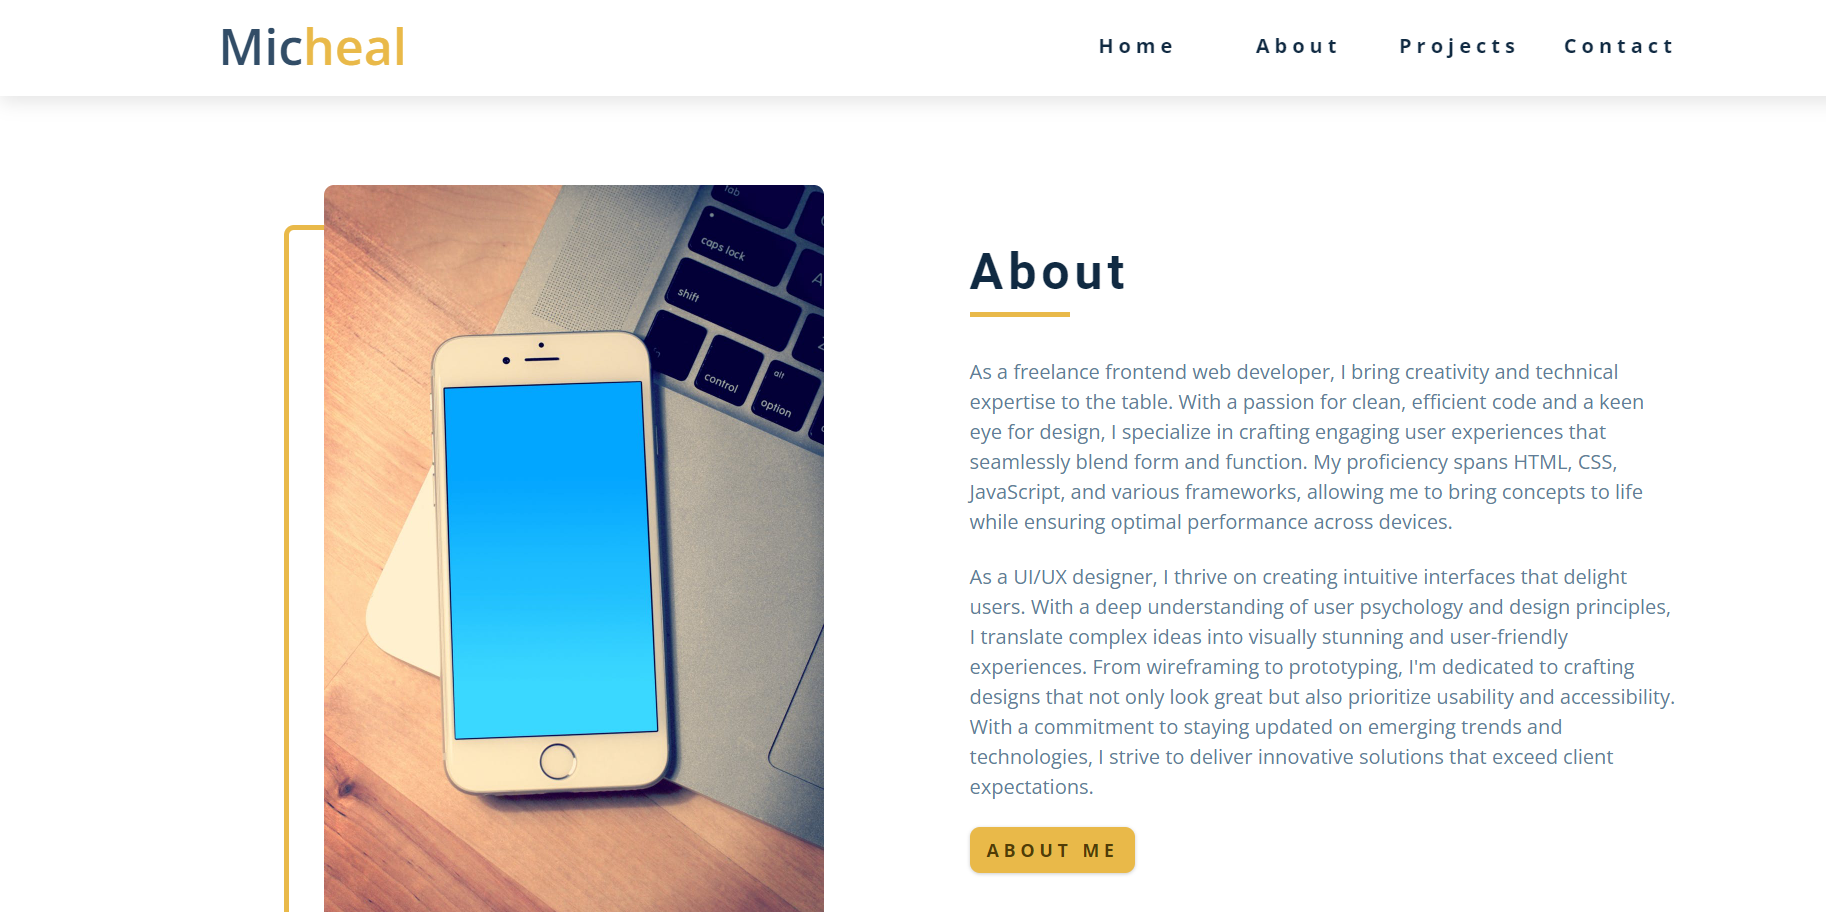 Micheal
Home About Projects Contact
tab
caps lock
A
shift
Z
control
alt
option
About
As a freelance frontend web developer, I bring creativity and technical
expertise to the table. With a passion for clean, efficient code and a keen
eye for design, I specialize in crafting engaging user experiences that
seamlessly blend form and function. My proficiency spans HTML, CSS,
JavaScript, and various frameworks, allowing me to bring concepts to life
while ensuring optimal performance across devices.
As a UI/UX designer, I thrive on creating intuitive interfaces that delight
users. With a deep understanding of user psychology and design principles,
I translate complex ideas into visually stunning and user-friendly
experiences. From wireframing to prototyping, I'm dedicated to crafting
designs that not only look great but also prioritize usability and accessibility.
With a commitment to staying updated on emerging trends and
technologies, I strive to deliver innovative solutions that exceed client
expectations.
ABOUT ME